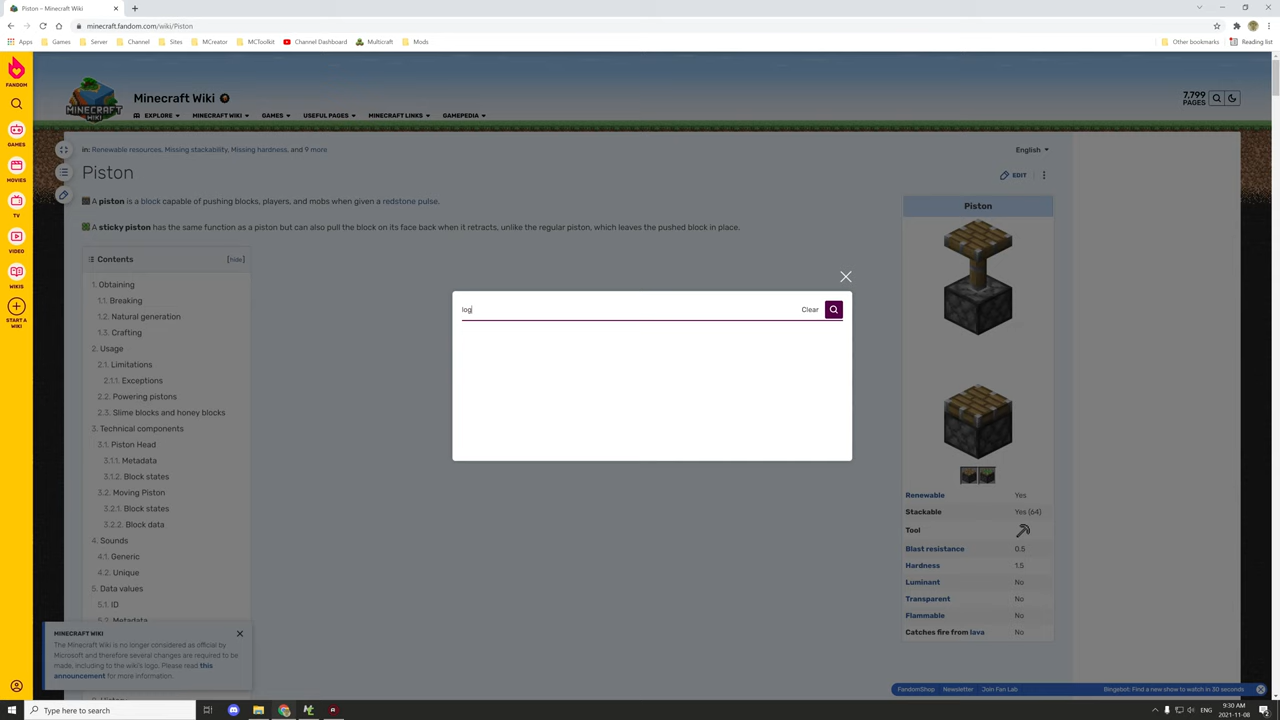 Piston – Minecraft Wiki
minecraft.fandom.com/wiki/Piston
Apps Games Server Channel Sites MCreator MCToolkit Channel Dashboard Multicraft Mods Other bookmarks Reading list
FANDOM
GAMES
MOVIES
TV
VIDEO
WIKIS
START A
WIKI
MINECRAFT
WIKI
Minecraft Wiki
7,799
PAGES
EXPLORE MINECRAFT WIKI GAMES USEFUL PAGES MINECRAFT LINKS GAMEPEDIA
in: Renewable resources, Missing stackability, Missing hardness, and 9 more
English
Piston
EDIT
A piston is a block capable of pushing blocks, players, and mobs when given a redstone pulse.
A sticky piston has the same function as a piston but can also pull the block on its face back when it retracts, unlike the regular piston, which leaves the pushed block in place.
Contents [hide]
1. Obtaining
1.1. Breaking
1.2. Natural generation
1.3. Crafting
2. Usage
2.1. Limitations
2.1.1. Exceptions
2.2. Powering pistons
2.3. Slime blocks and honey blocks
3. Technical components
3.1. Piston Head
3.1.1. Metadata
3.1.2. Block states
3.2. Moving Piston
3.2.1. Block states
3.2.2. Block data
4. Sounds
4.1. Generic
4.2. Unique
5. Data values
5.1. ID
5.2. Metadata
log Clear
Piston
Renewable Yes
Stackable Yes (64)
Tool
Blast resistance 0.5
Hardness 1.5
Luminant No
Transparent No
Flammable No
Catches fire from lava No
MINECRAFT WIKI
The Minecraft Wiki is no longer considered as official by
Microsoft and therefore several changes are required to be
made, including to the wiki's logo. Please read this
announcement for more information.
History
FandomShop Newsletter Join Fan Lab Bingebot: Find a new show to watch in 30 seconds
Type here to search
ENG
9:30 AM
2021-11-08
2